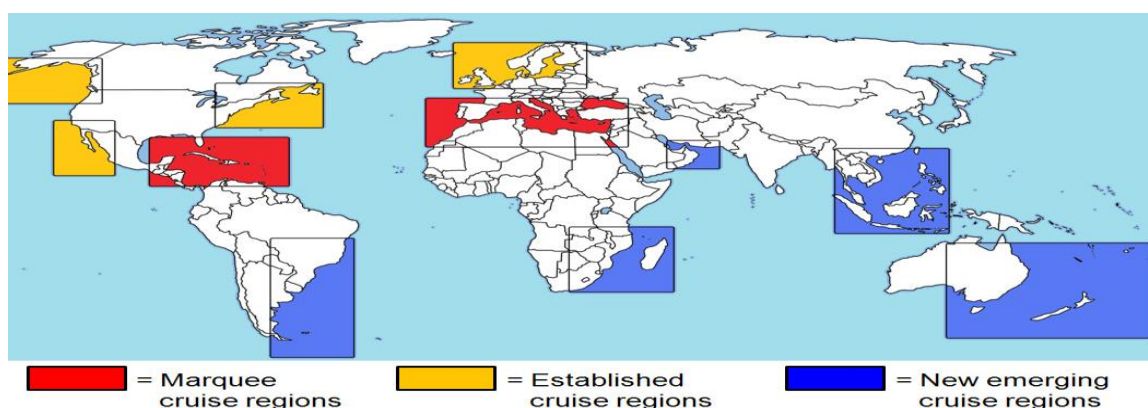 = Marquee
cruise regions
= Established
cruise regions
= New emerging
cruise regions